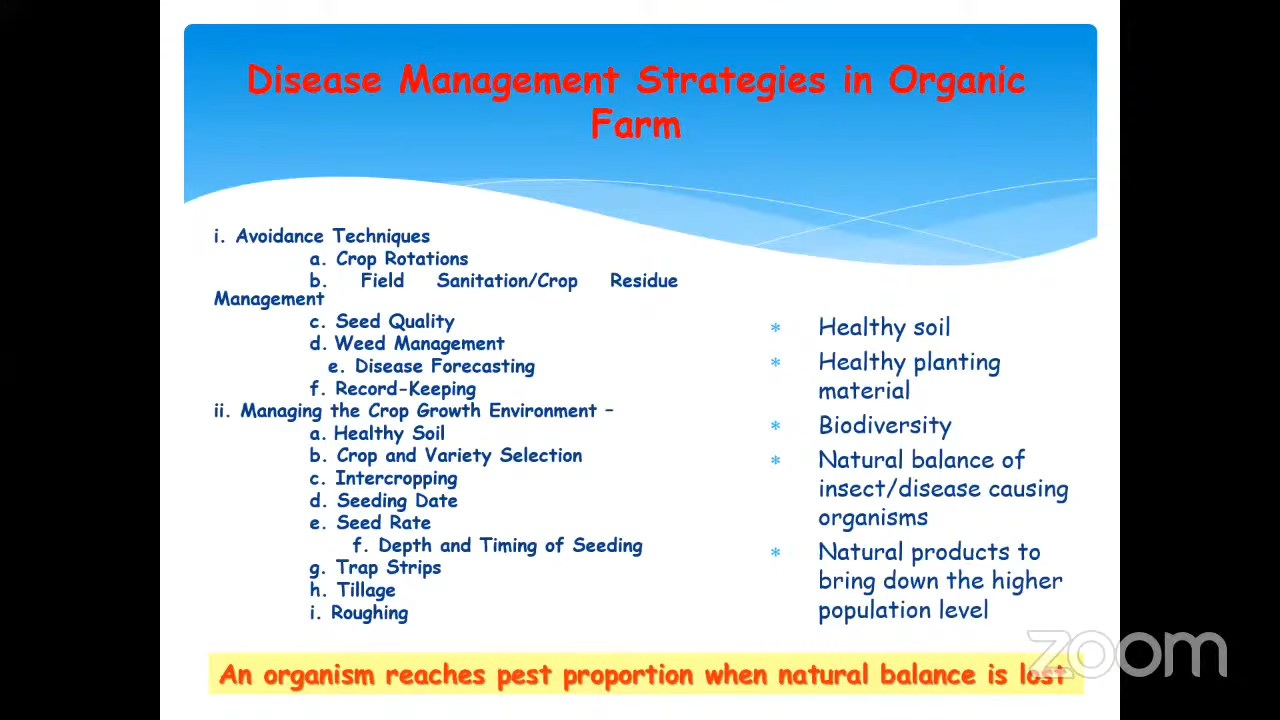 Disease Management Strategies in Organic
Farm
i. Avoidance Techniques
a. Crop Rotations
b. Field Sanitation/Crop Residue
Management
c. Seed Quality
d. Weed Management
e. Disease Forecasting
f. Record-Keeping
ii. Managing the Crop Growth Environment –
a. Healthy Soil
b. Crop and Variety Selection
c. Intercropping
d. Seeding Date
e. Seed Rate
f. Depth and Timing of Seeding
g. Trap Strips
h. Tillage
i. Roughing
* Healthy soil
* Healthy planting
material
* Biodiversity
* Natural balance of
insect/disease causing
organisms
* Natural products to
bring down the higher
population level
An organism reaches pest proportion when natural balance is lost
zoom